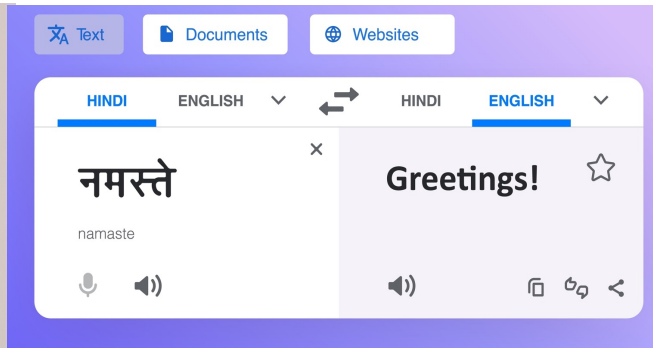 Text Documents Websites
HINDI ENGLISH HINDI ENGLISH
नमस्ते Greetings!
namaste